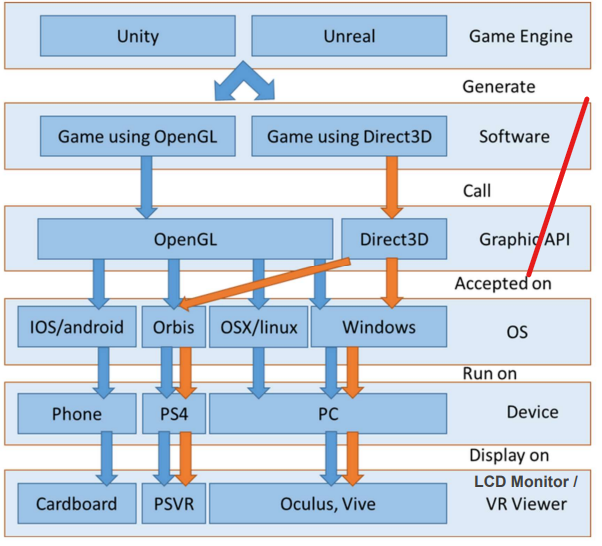 Unity Unreal Game Engine
Generate
Game using OpenGL Game using Direct3D Software
Call
OpenGL Direct3D Graphic API
Accepted on
IOS/android Orbis OSX/linux Windows OS
Run on
Phone PS4 PC Device
Display on
LCD Monitor /
Cardboard PSVR Oculus, Vive VR Viewer